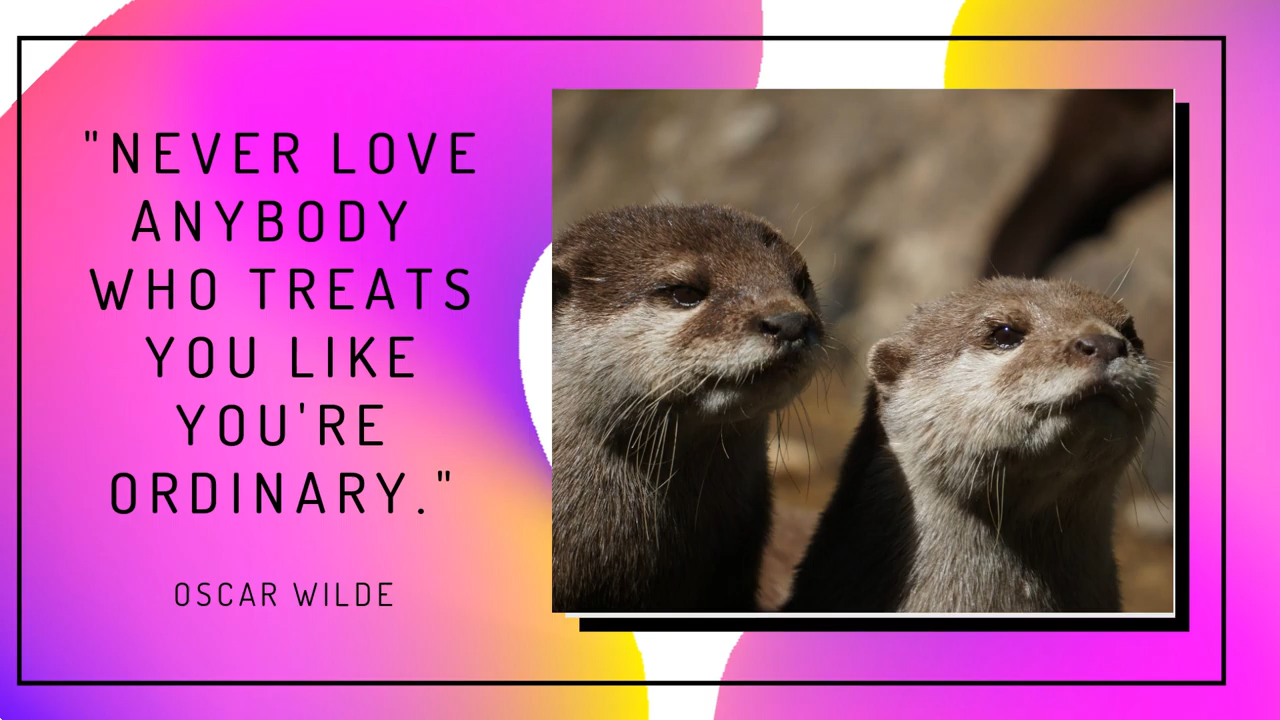 "NEVER LOVE
ANYBODY
WHO TREATS
YOU LIKE
YOU'RE
ORDINARY."
OSCAR WILDE